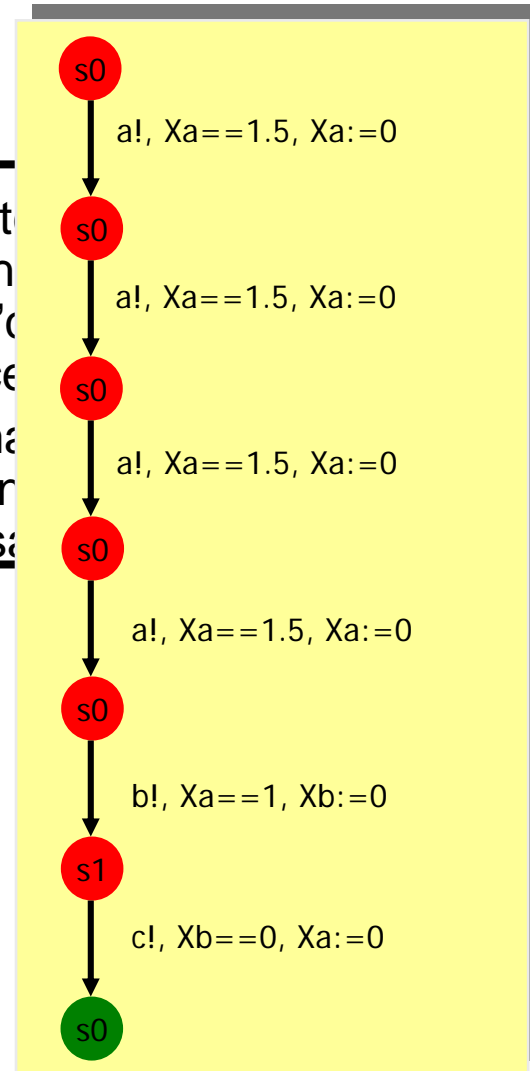 s0
a!, Xa==1.5, Xa:=0
s0
a!, Xa==1.5, Xa:=0
s0
a!, Xa==1.5, Xa:=0
s0
a!, Xa==1.5, Xa:=0
s0
b!, Xa==1, Xb:=0
s1
c!, Xb==0, Xa:=0
s0